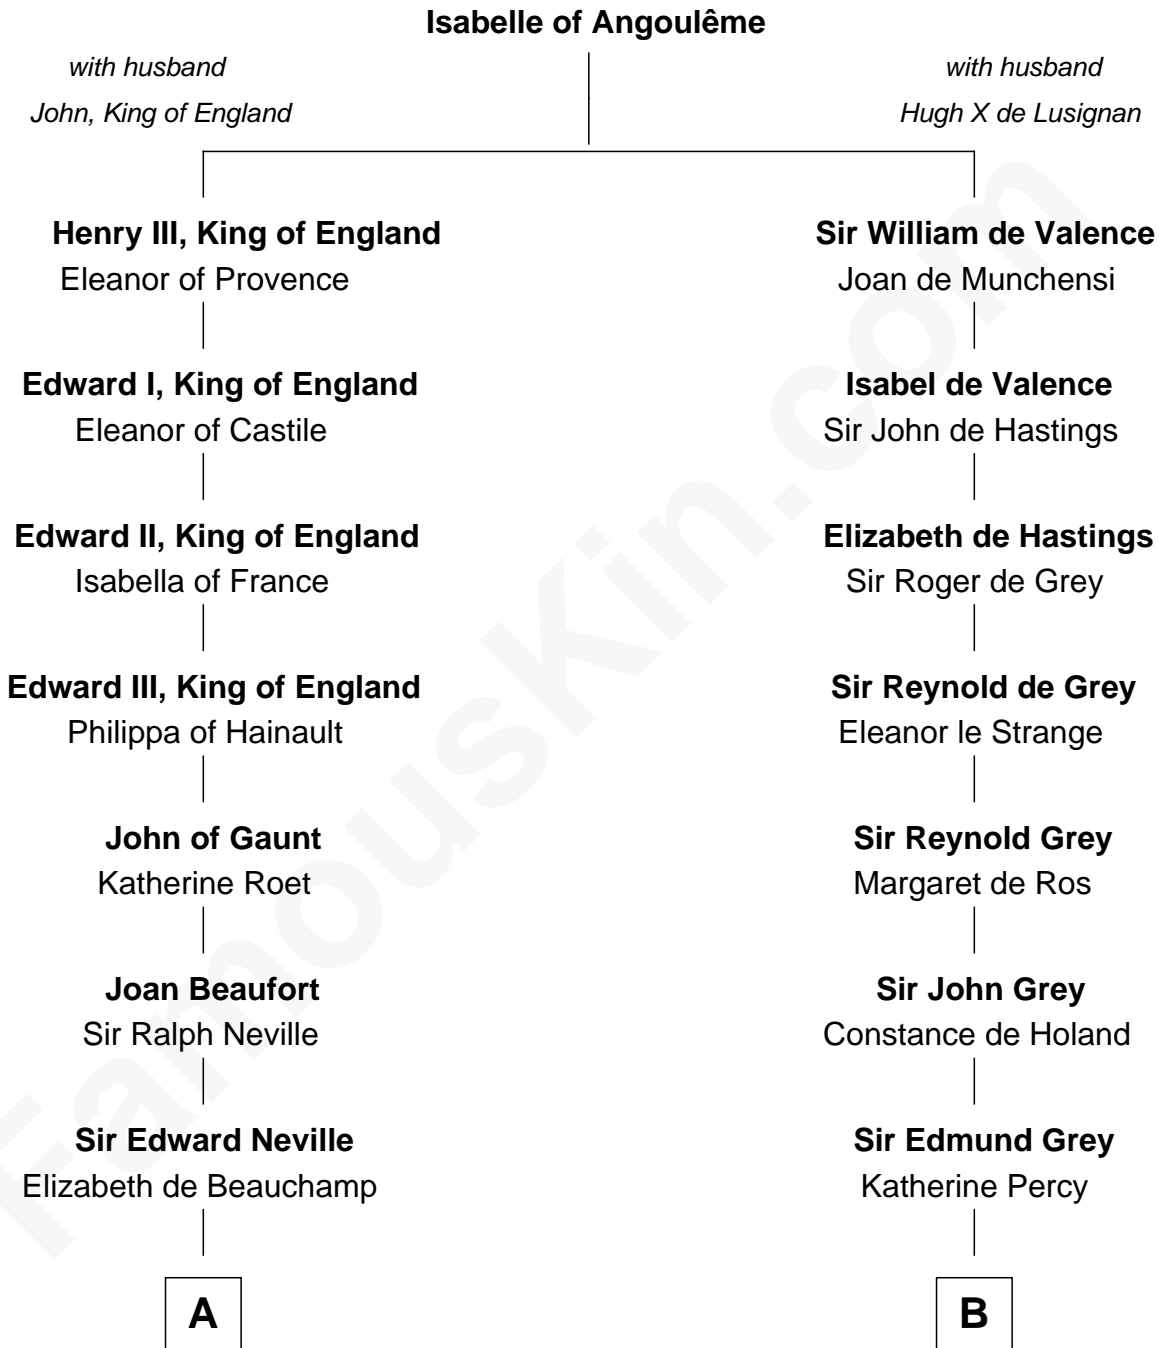 Isabelle of Angoulême
with husband
John, King of England
with husband
Hugh X de Lusignan
Henry III, King of England
Eleanor of Provence
Sir William de Valence
Joan de Munchensi
Edward I, King of England
Eleanor of Castile
Isabel de Valence
Sir John de Hastings
Edward II, King of England
Isabella of France
Elizabeth de Hastings
Sir Roger de Grey
Edward III, King of England
Philippa of Hainault
Sir Reynold de Grey
Eleanor le Strange
John of Gaunt
Katherine Roet
Sir Reynold Grey
Margaret de Ros
Joan Beaufort
Sir Ralph Neville
Sir John Grey
Constance de Holand
Sir Edward Neville
Elizabeth de Beauchamp
Sir Edmund Grey
Katherine Percy
A
B
FamousKin.com